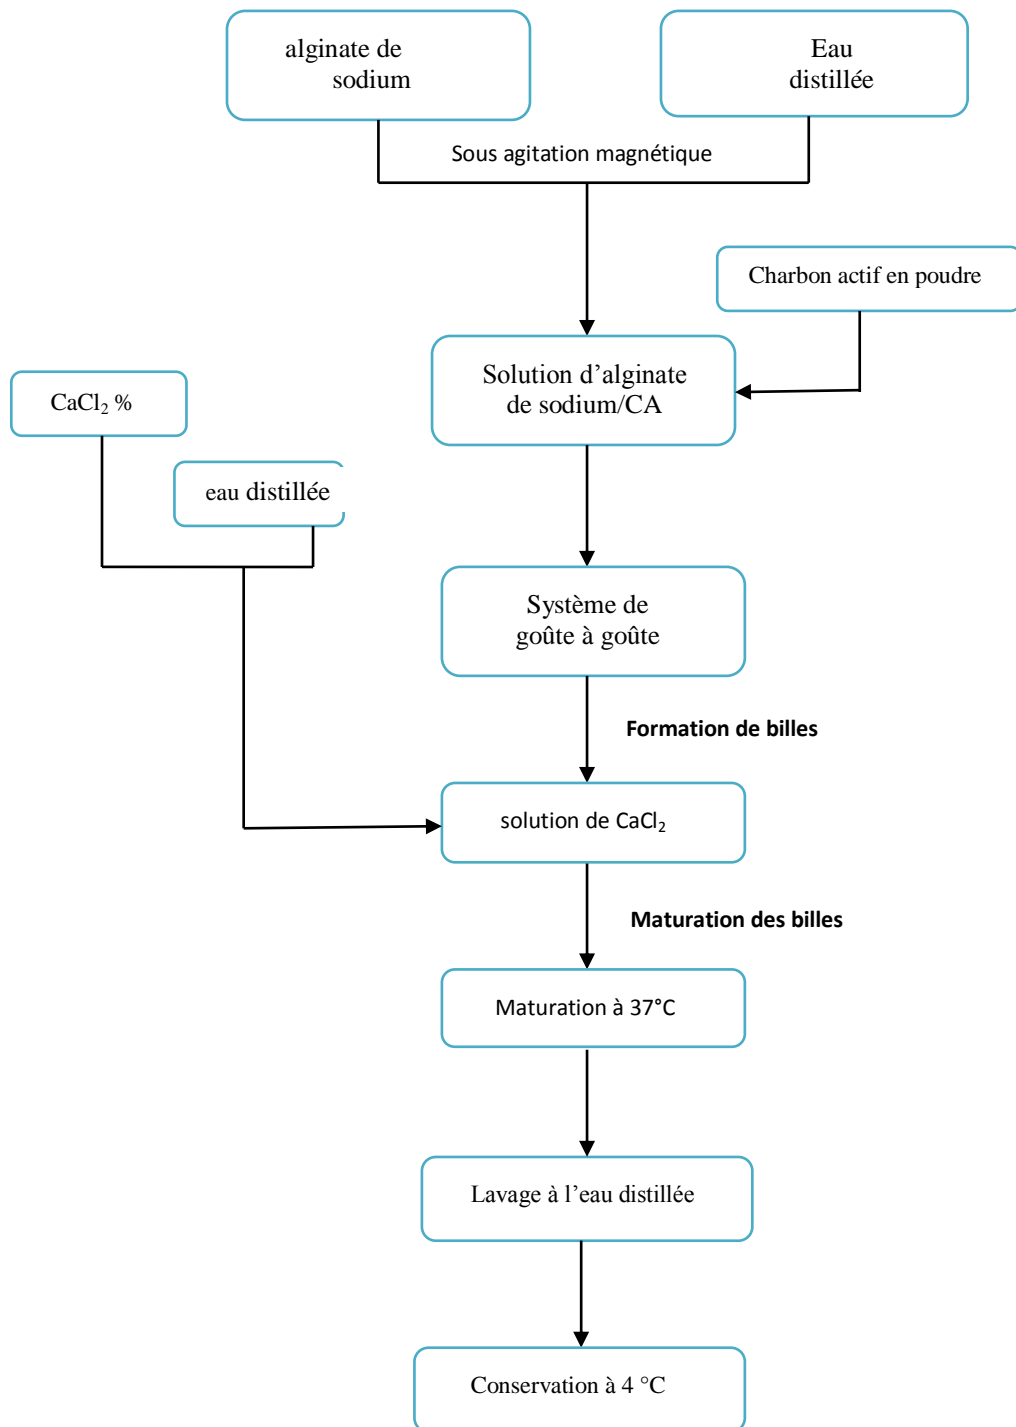 alginate de
sodium
Eau
distillée
Sous agitation magnétique
Charbon actif en poudre
Solution d’alginate
de sodium/CA
CaCl₂ %
eau distillée
Système de
goûte à goûte
Formation de billes
solution de CaCl₂
Maturation des billes
Maturation à 37°C
Lavage à l’eau distillée
Conservation à 4 °C